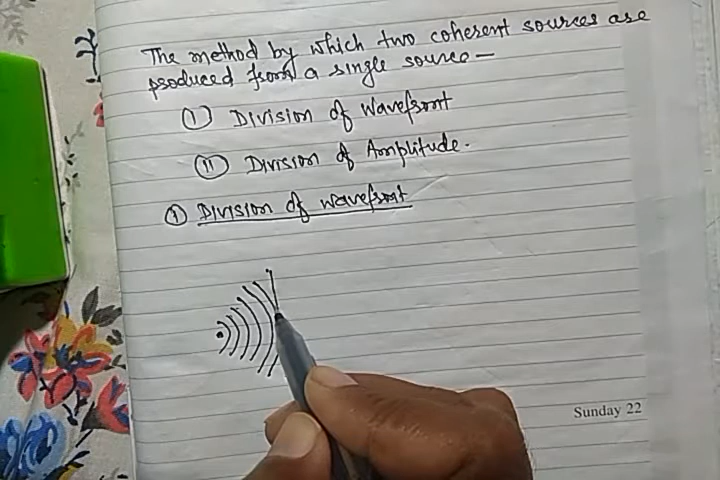 The method by which two coherent sources are
produced from a single source—
(I) Division of Wavefront
(II) Division of Amplitude.
(I) Division of wavefront
Sunday 22